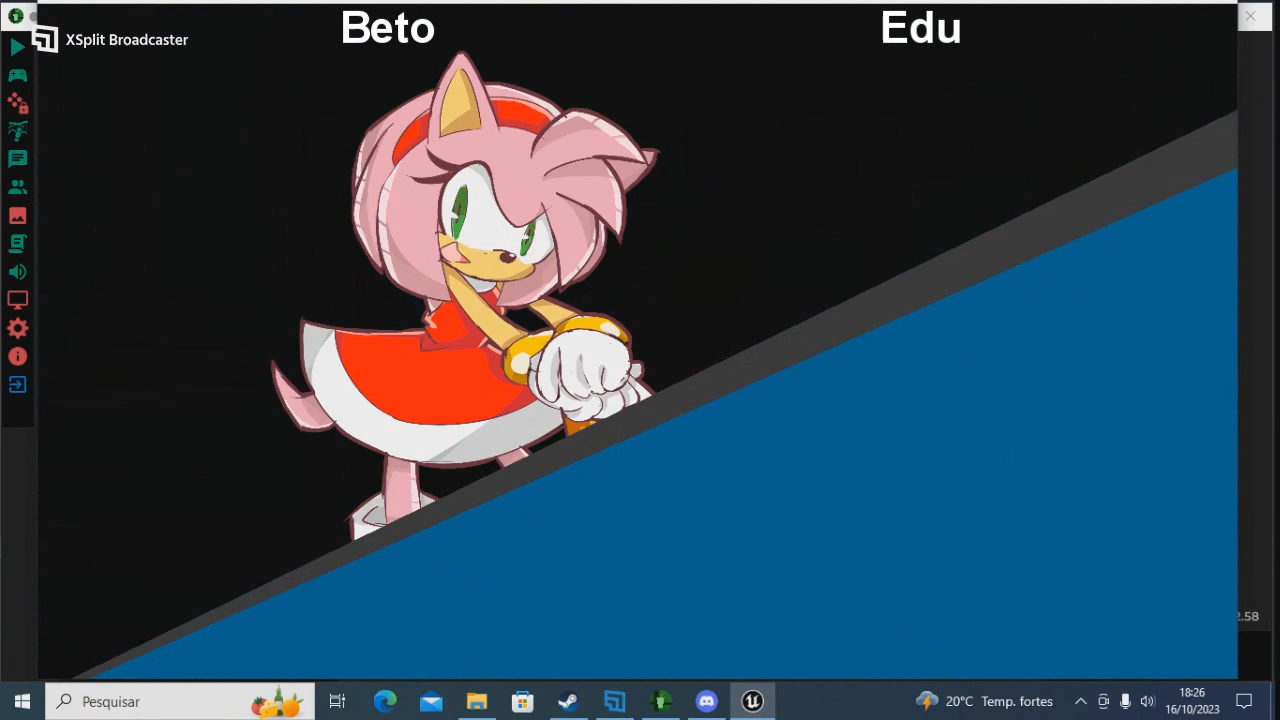 Beto
Edu
XSplit Broadcaster
2.58
Pesquisar
20°C Temp. fortes
18:26
16/10/2023